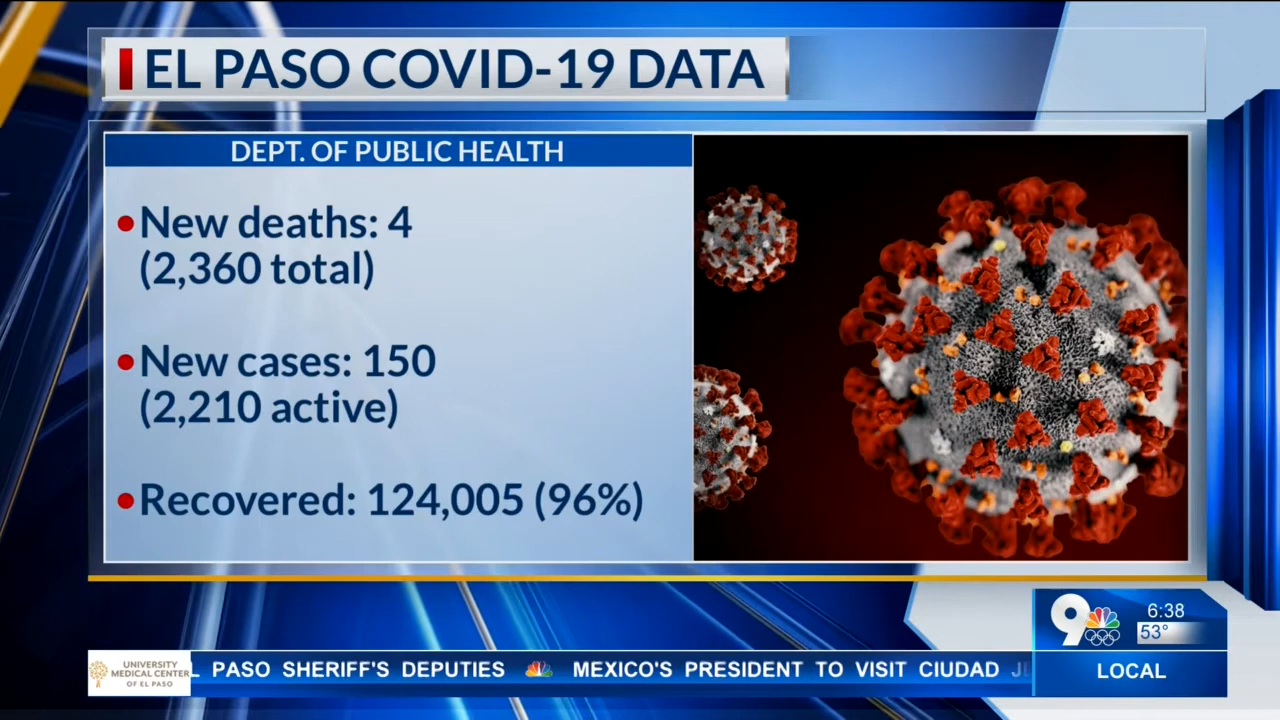 EL PASO COVID-19 DATA
DEPT. OF PUBLIC HEALTH
•New deaths: 4
(2,360 total)
•New cases: 150
(2,210 active)
•Recovered: 124,005 (96%)
9
6:38
53°
LOCAL
UNIVERSITY
MEDICAL CENTER
OF EL PASO
L PASO SHERIFF'S DEPUTIES MEXICO'S PRESIDENT TO VISIT CIUDAD